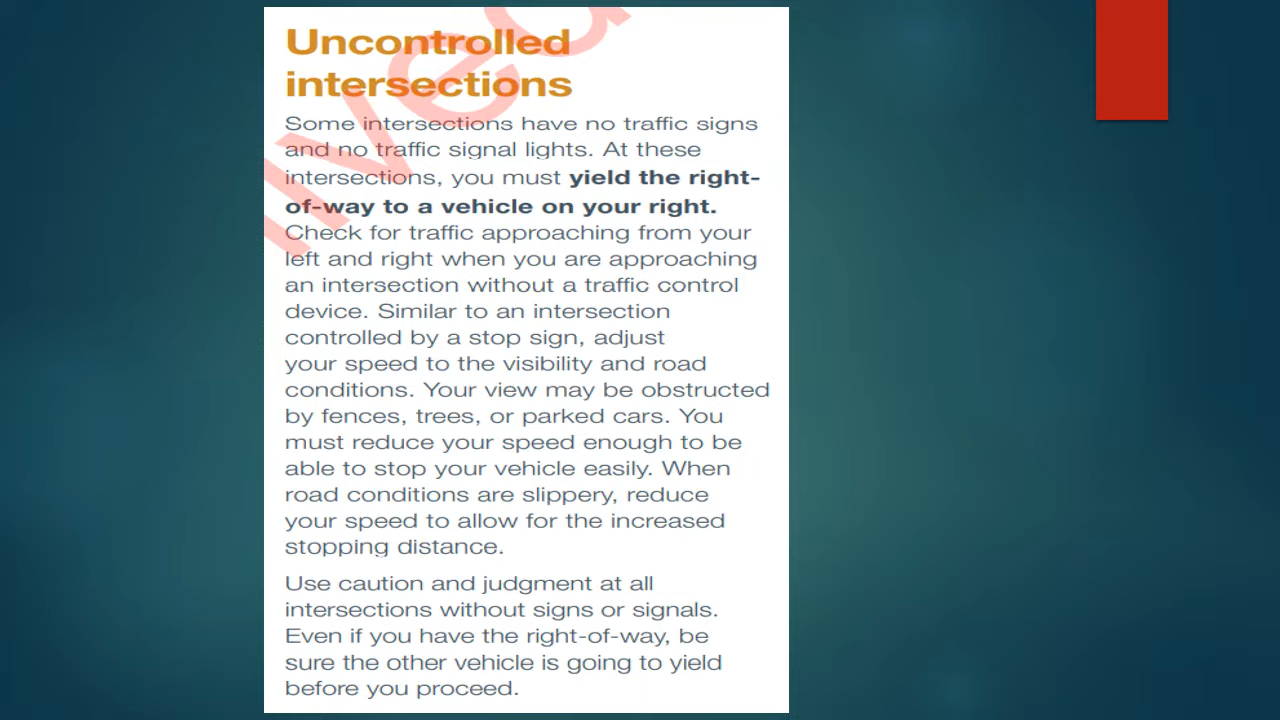 Uncontrolled
intersections
Some intersections have no traffic signs
and no traffic signal lights. At these
intersections, you must yield the right-
of-way to a vehicle on your right.
Check for traffic approaching from your
left and right when you are approaching
an intersection without a traffic control
device. Similar to an intersection
controlled by a stop sign, adjust
your speed to the visibility and road
conditions. Your view may be obstructed
by fences, trees, or parked cars. You
must reduce your speed enough to be
able to stop your vehicle easily. When
road conditions are slippery, reduce
your speed to allow for the increased
stopping distance.
Use caution and judgment at all
intersections without signs or signals.
Even if you have the right-of-way, be
sure the other vehicle is going to yield
before you proceed.